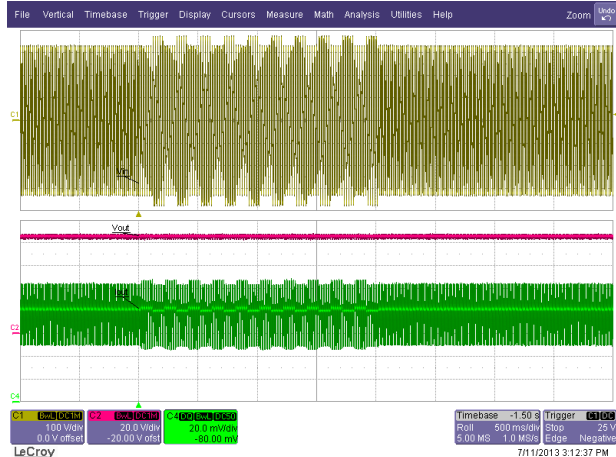 File Vertical Timebase Trigger Display Cursors Measure Math Analysis Utilities Help Zoom Undo
C1
Vin
Vout
Iout
C2
C4
C1 BwL DC1M C2 BwL DC1M C4 DQ BwL DC50 Timebase -1.50 s Trigger C1 DC
100 V/div 20.0 V/div 20.0 mV/div Roll 500 ms/div Stop 25 V
0.0 V offset -20.00 V ofst -80.00 mV 5.00 MS 1.0 MS/s Edge Negative
LeCroy 7/11/2013 3:12:37 PM